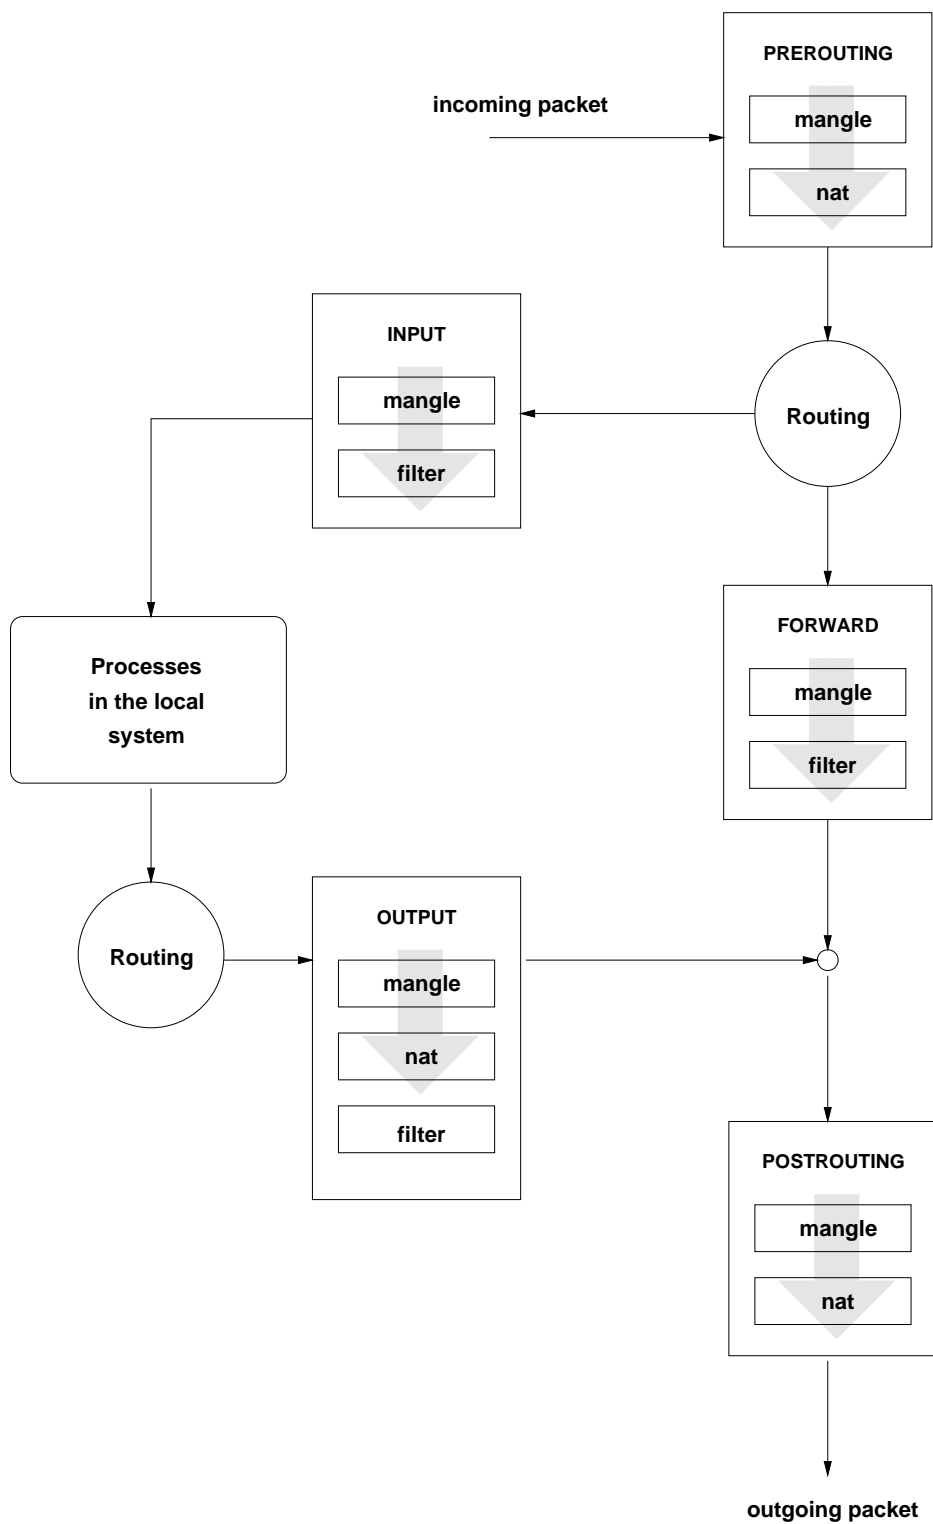 PREROUTING
incoming packet
mangle
nat
INPUT
mangle
filter
Routing
Processes
in the local
system
FORWARD
mangle
filter
Routing
OUTPUT
mangle
nat
filter
POSTROUTING
mangle
nat
outgoing packet